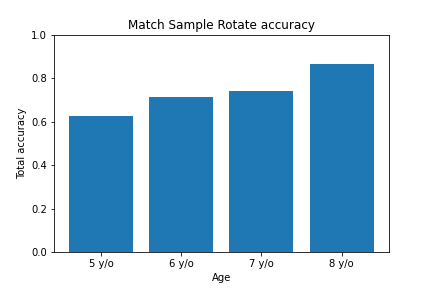 Match Sample Rotate accuracy
1.0
0.8
0.6
0.4
0.2
0.0
Total accuracy
5 y/o
6 y/o
7 y/o
8 y/o
Age